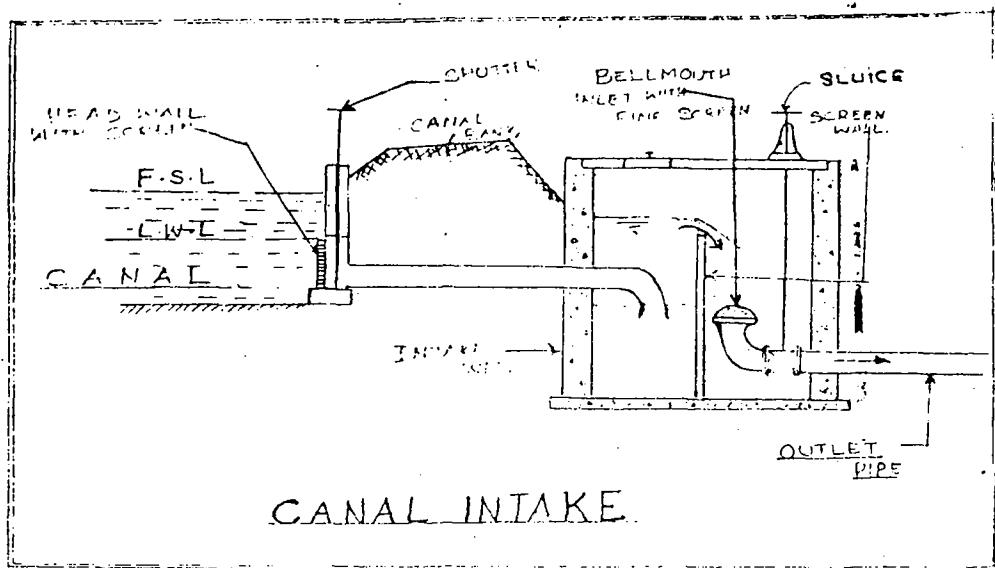 SHUTTER
HEAD WALL
WITH SCREEN
CANAL
BANK
BELLMOUTH
INLET WITH
FINE SCREEN
SLUICE
SCREEN
WALL.
F.S.L
L.W.L
CANAL
INTAKE
OUTLET
PIPE
CANAL INTAKE